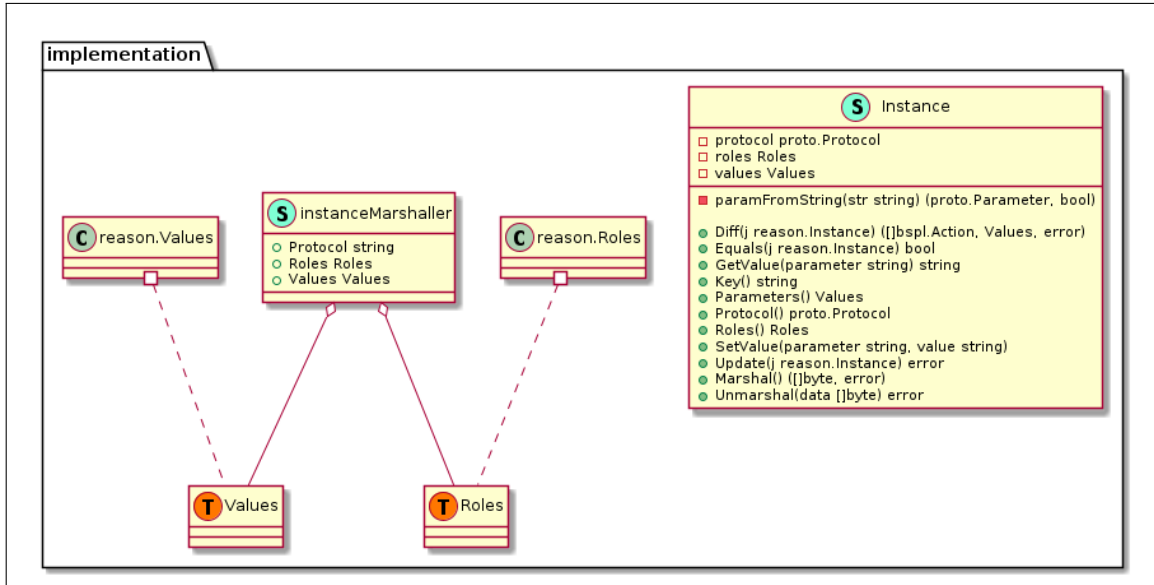 implementation
S Instance
protocol proto.Protocol
roles Roles
values Values
paramFromString(str string) (proto.Parameter, bool)
Diff(j reason.Instance) ([]bspl.Action, Values, error)
Equals(j reason.Instance) bool
GetValue(parameter string) string
Key() string
Parameters() Values
Protocol() proto.Protocol
Roles() Roles
SetValue(parameter string, value string)
Update(j reason.Instance) error
Marshal() ([]byte, error)
Unmarshal(data []byte) error
C reason.Values
S instanceMarshaller
Protocol string
Roles Roles
Values Values
C reason.Roles
T Values
T Roles